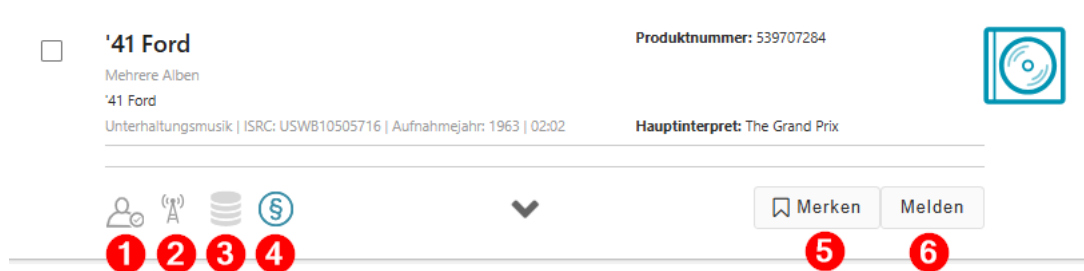 '41 Ford
Produktnummer: 539707284
Mehrere Alben
'41 Ford
Unterhaltungsmusik | ISRC: USWB10505716 | Aufnahmejahr: 1963 | 02:02
Hauptinterpret: The Grand Prix
§
Merken
Melden
1 2 3 4 5 6